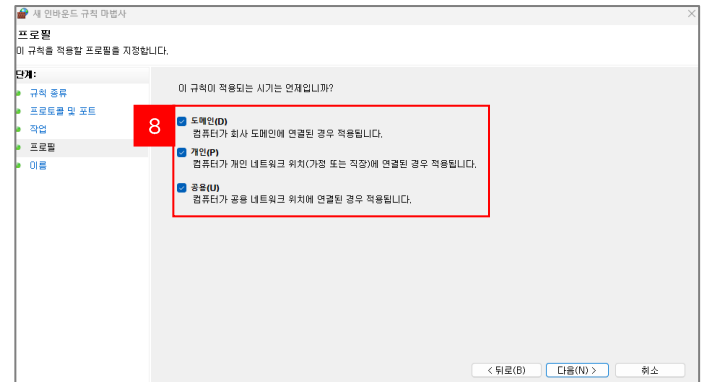 새 인바운드 규칙 마법사
프로필
이 규칙을 적용할 프로필을 지정합니다.
단계:
규칙 종류
프로토콜 및 포트
작업
프로필
이름
이 규칙이 적용되는 시기는 언제입니까?
8
도메인(D)
컴퓨터가 회사 도메인에 연결된 경우 적용됩니다.
개인(P)
컴퓨터가 개인 네트워크 위치(가정 또는 직장)에 연결된 경우 적용됩니다.
공용(U)
컴퓨터가 공용 네트워크 위치에 연결된 경우 적용됩니다.
< 뒤로(B) 다음(N) > 취소